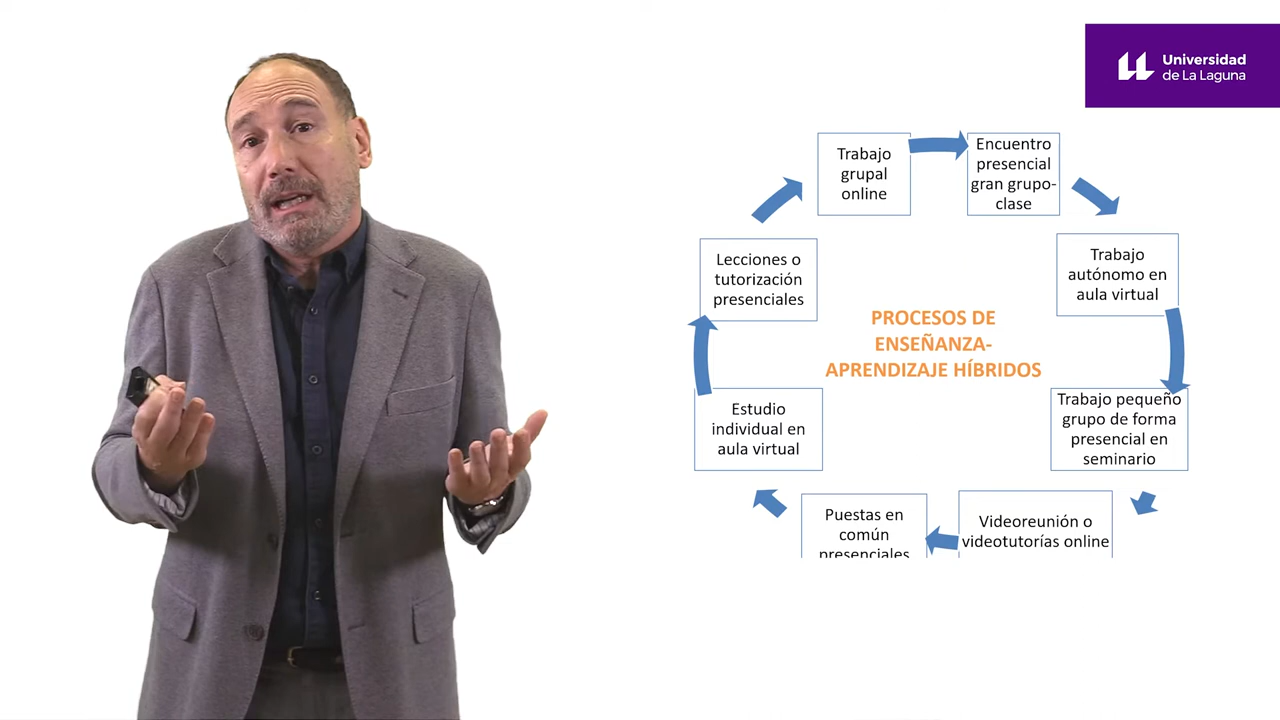 Universidad
de La Laguna
Trabajo
grupal
online
Encuentro
presencial
gran grupo-
clase
Trabajo
autónomo en
aula virtual
Trabajo pequeño
grupo de forma
presencial en
seminario
Videoreunión o
videotutorías online
Puestas en
común
presenciales
Estudio
individual en
aula virtual
Lecciones o
tutorización
presenciales
PROCESOS DE
ENSEÑANZA-
APRENDIZAJE HÍBRIDOS